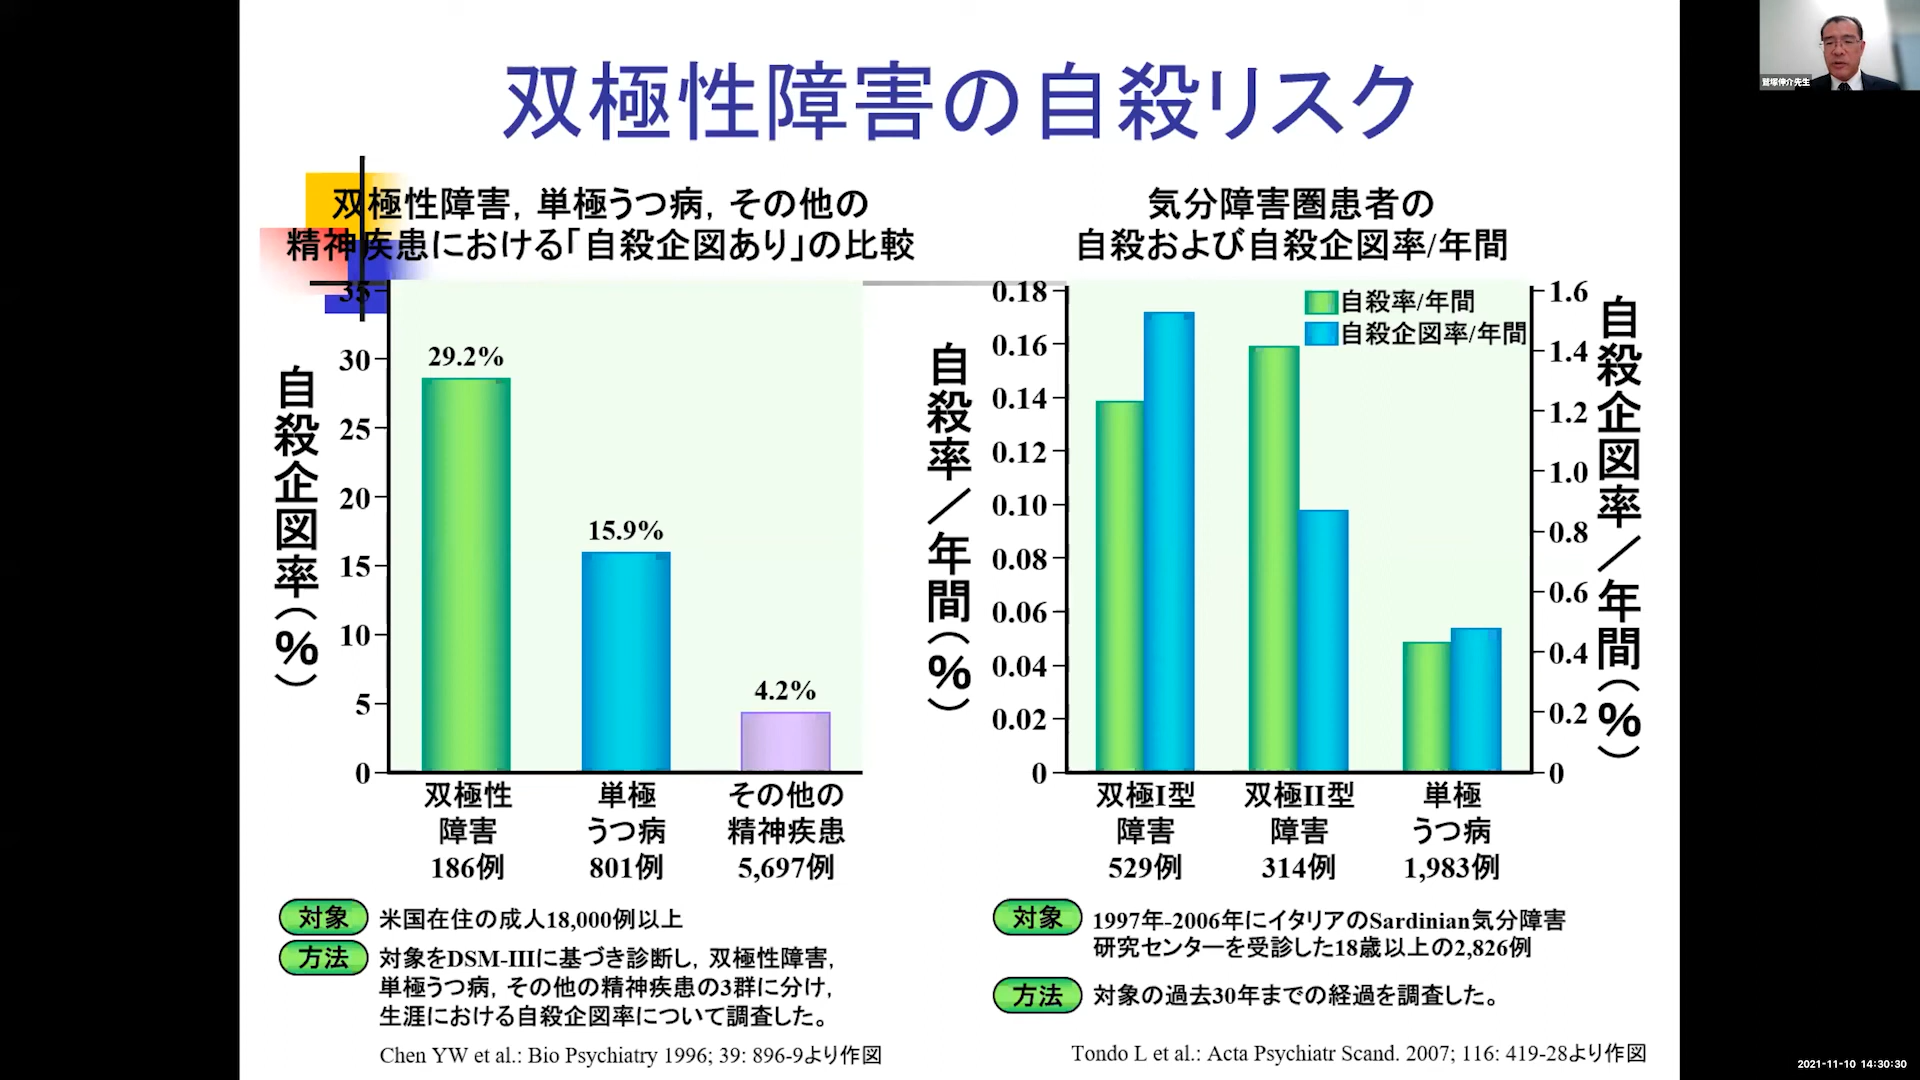 双極性障害の自殺リスク
鷲塚伸介先生
双極性障害，単極うつ病，その他の
精神疾患における「自殺企図あり」の比較
自殺企図率(%)
35
30
25
20
15
10
5
0
29.2%
15.9%
4.2%
双極性
障害
186例
単極
うつ病
801例
その他の
精神疾患
5,697例
対象 米国在住の成人18,000例以上
方法 対象をDSM-IIIに基づき診断し，双極性障害，
単極うつ病，その他の精神疾患の3群に分け，
生涯における自殺企図率について調査した。
Chen YW et al.: Bio Psychiatry 1996; 39: 896-9より作図
気分障害圏患者の
自殺および自殺企図率/年間
自殺率／年間(%)
0.18
0.16
0.14
0.12
0.10
0.08
0.06
0.04
0.02
0
自殺率/年間
自殺企図率/年間
1.6
1.4
1.2
1.0
0.8
0.6
0.4
0.2
0
自殺企図率／年間(%)
双極I型
障害
529例
双極II型
障害
314例
単極
うつ病
1,983例
対象 1997年-2006年にイタリアのSardinian気分障害
研究センターを受診した18歳以上の2,826例
方法 対象の過去30年までの経過を調査した。
Tondo L et al.: Acta Psychiatr Scand. 2007; 116: 419-28より作図
2021-11-10 14:30:30